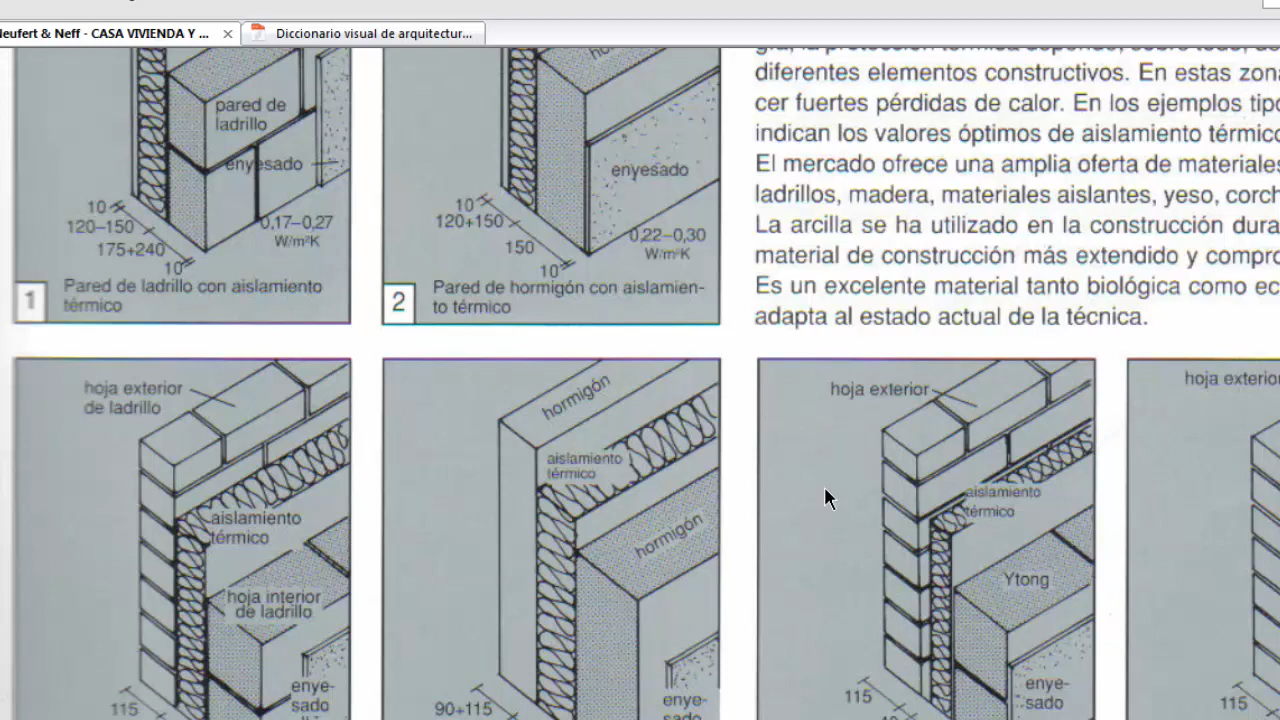 Neufert & Neff - CASA VIVIENDA Y ...
Diccionario visual de arquitectur...
pared de
ladrillo
enyesado
10
120–150
175+240
10
0,17–0,27
W/m²K
1
Pared de ladrillo con aislamiento
térmico
enyesado
10
120+150
150
10
0,22–0,30
W/m²K
2
Pared de hormigón con aislamien-
to térmico
diferentes elementos constructivos. En estas zon
cer fuertes pérdidas de calor. En los ejemplos tip
indican los valores óptimos de aislamiento térmic
El mercado ofrece una amplia oferta de materiales
ladrillos, madera, materiales aislantes, yeso, corch
La arcilla se ha utilizado en la construcción dura
material de construcción más extendido y compro
Es un excelente material tanto biológica como ec
adapta al estado actual de la técnica.
hoja exterior
de ladrillo
aislamiento
térmico
hoja interior
de ladrillo
enye-
sado
115
hormigón
aislamiento
térmico
hormigón
enye-
sado
90+115
hoja exterior
aislamiento
térmico
Ytong
enye-
sado
115
hoja exterior
115